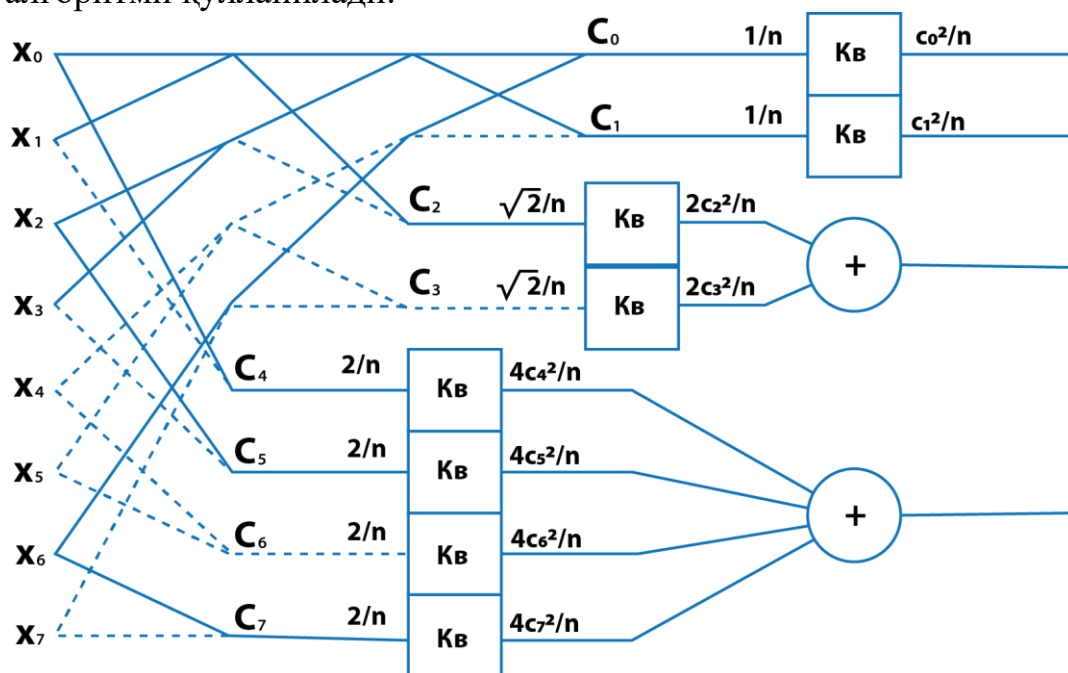 алгоритми қўлланилади.
X₀ C₀ 1/n Кв c₀²/n
X₁ C₁ 1/n Кв c₁²/n
X₂ C₂ √2/n Кв 2c₂²/n
+
X₃ C₃ √2/n Кв 2c₃²/n
X₄ C₄ 2/n Кв 4c₄²/n
X₅ C₅ 2/n Кв 4c₅²/n
+
X₆ C₆ 2/n Кв 4c₆²/n
X₇ C₇ 2/n Кв 4c₇²/n